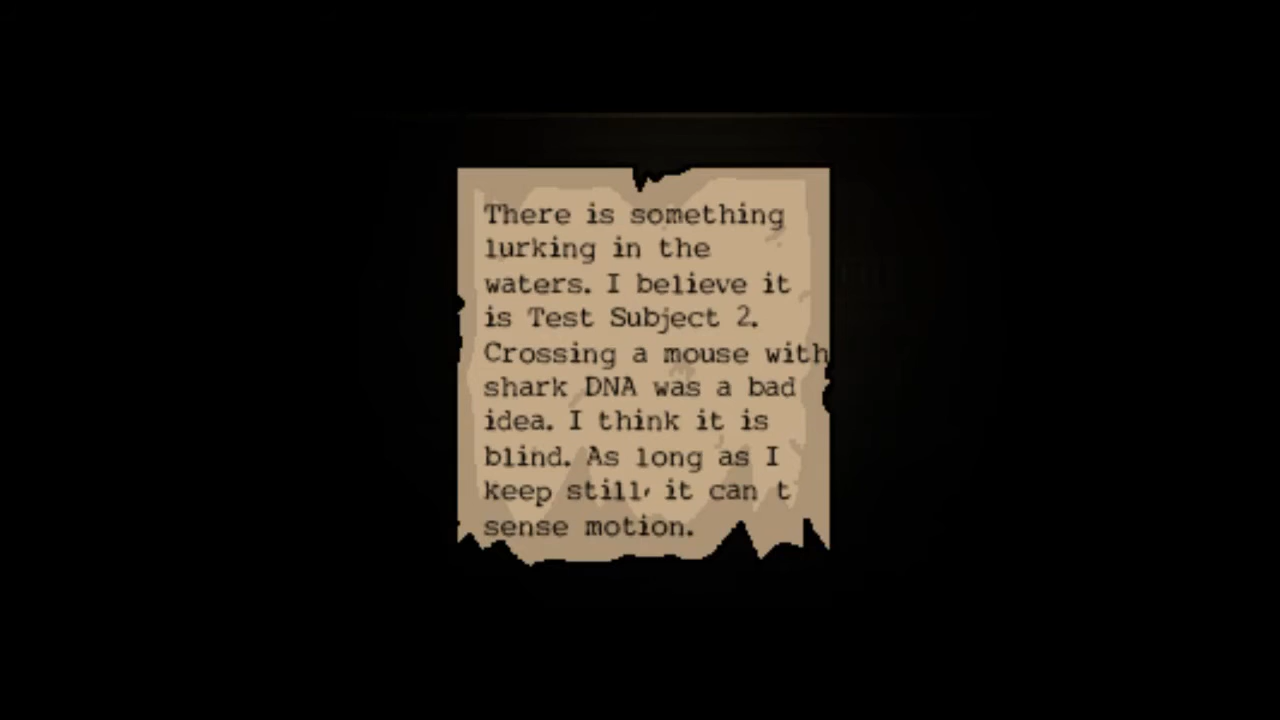 There is something
lurking in the
waters. I believe it
is Test Subject 2.
Crossing a mouse with
shark DNA was a bad
idea. I think it is
blind. As long as I
keep still, it can t
sense motion.